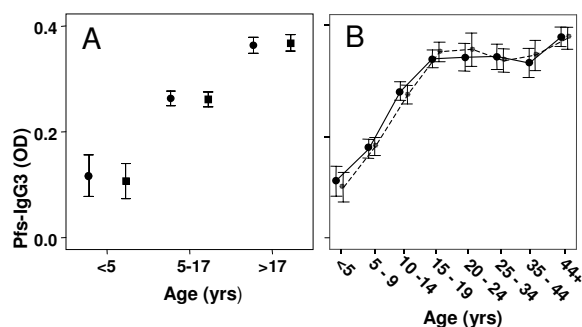 A
B
Pfs-IgG3 (OD)
0.4
0.2
0.0
<5
5-17
>17
Age (yrs)
<5
5 - 9
10 -14
15 - 19
20 - 24
25 - 34
35 - 44
44+
Age (yrs)